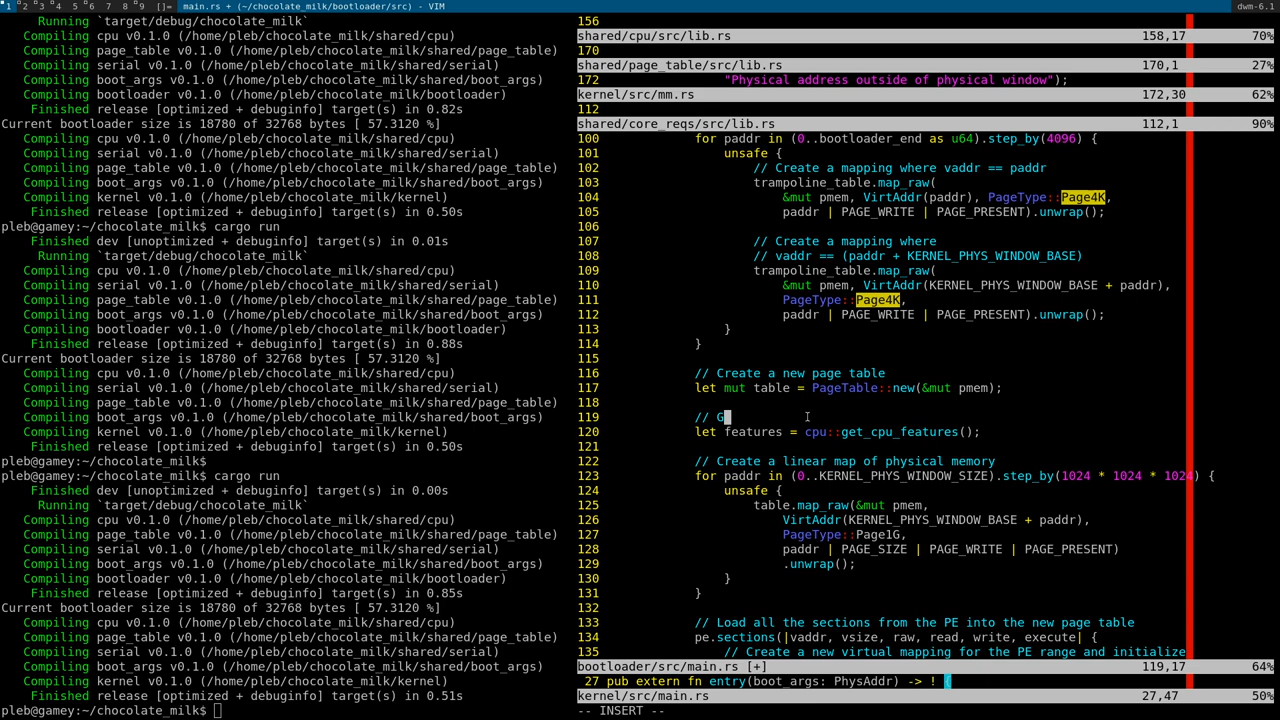 1 2 3 4 5 6 7 8 9 []= main.rs + (~/chocolate_milk/bootloader/src) - VIM dwm-6.1
Running `target/debug/chocolate_milk`
Compiling cpu v0.1.0 (/home/pleb/chocolate_milk/shared/cpu)
Compiling page_table v0.1.0 (/home/pleb/chocolate_milk/shared/page_table)
Compiling serial v0.1.0 (/home/pleb/chocolate_milk/shared/serial)
Compiling boot_args v0.1.0 (/home/pleb/chocolate_milk/shared/boot_args)
Compiling bootloader v0.1.0 (/home/pleb/chocolate_milk/bootloader)
Finished release [optimized + debuginfo] target(s) in 0.82s
Current bootloader size is 18780 of 32768 bytes [ 57.3120 %]
Compiling cpu v0.1.0 (/home/pleb/chocolate_milk/shared/cpu)
Compiling serial v0.1.0 (/home/pleb/chocolate_milk/shared/serial)
Compiling page_table v0.1.0 (/home/pleb/chocolate_milk/shared/page_table)
Compiling boot_args v0.1.0 (/home/pleb/chocolate_milk/shared/boot_args)
Compiling kernel v0.1.0 (/home/pleb/chocolate_milk/kernel)
Finished release [optimized + debuginfo] target(s) in 0.50s
pleb@gamey:~/chocolate_milk$ cargo run
Finished dev [unoptimized + debuginfo] target(s) in 0.01s
Running `target/debug/chocolate_milk`
Compiling cpu v0.1.0 (/home/pleb/chocolate_milk/shared/cpu)
Compiling serial v0.1.0 (/home/pleb/chocolate_milk/shared/serial)
Compiling page_table v0.1.0 (/home/pleb/chocolate_milk/shared/page_table)
Compiling boot_args v0.1.0 (/home/pleb/chocolate_milk/shared/boot_args)
Compiling bootloader v0.1.0 (/home/pleb/chocolate_milk/bootloader)
Finished release [optimized + debuginfo] target(s) in 0.88s
Current bootloader size is 18780 of 32768 bytes [ 57.3120 %]
Compiling cpu v0.1.0 (/home/pleb/chocolate_milk/shared/cpu)
Compiling serial v0.1.0 (/home/pleb/chocolate_milk/shared/serial)
Compiling page_table v0.1.0 (/home/pleb/chocolate_milk/shared/page_table)
Compiling boot_args v0.1.0 (/home/pleb/chocolate_milk/shared/boot_args)
Compiling kernel v0.1.0 (/home/pleb/chocolate_milk/kernel)
Finished release [optimized + debuginfo] target(s) in 0.50s
pleb@gamey:~/chocolate_milk$
pleb@gamey:~/chocolate_milk$ cargo run
Finished dev [unoptimized + debuginfo] target(s) in 0.00s
Running `target/debug/chocolate_milk`
Compiling cpu v0.1.0 (/home/pleb/chocolate_milk/shared/cpu)
Compiling page_table v0.1.0 (/home/pleb/chocolate_milk/shared/page_table)
Compiling serial v0.1.0 (/home/pleb/chocolate_milk/shared/serial)
Compiling boot_args v0.1.0 (/home/pleb/chocolate_milk/shared/boot_args)
Compiling bootloader v0.1.0 (/home/pleb/chocolate_milk/bootloader)
Finished release [optimized + debuginfo] target(s) in 0.85s
Current bootloader size is 18780 of 32768 bytes [ 57.3120 %]
Compiling cpu v0.1.0 (/home/pleb/chocolate_milk/shared/cpu)
Compiling page_table v0.1.0 (/home/pleb/chocolate_milk/shared/page_table)
Compiling serial v0.1.0 (/home/pleb/chocolate_milk/shared/serial)
Compiling boot_args v0.1.0 (/home/pleb/chocolate_milk/shared/boot_args)
Compiling kernel v0.1.0 (/home/pleb/chocolate_milk/kernel)
Finished release [optimized + debuginfo] target(s) in 0.51s
pleb@gamey:~/chocolate_milk$
156
shared/cpu/src/lib.rs 158,17 70%
170
shared/page_table/src/lib.rs 170,1 27%
172 "Physical address outside of physical window");
kernel/src/mm.rs 172,30 62%
112
shared/core_reqs/src/lib.rs 112,1 90%
100 for paddr in (0..bootloader_end as u64).step_by(4096) {
101 unsafe {
102 // Create a mapping where vaddr == paddr
103 trampoline_table.map_raw(
104 &mut pmem, VirtAddr(paddr), PageType::Page4K,
105 paddr | PAGE_WRITE | PAGE_PRESENT).unwrap();
106
107 // Create a mapping where
108 // vaddr == (paddr + KERNEL_PHYS_WINDOW_BASE)
109 trampoline_table.map_raw(
110 &mut pmem, VirtAddr(KERNEL_PHYS_WINDOW_BASE + paddr),
111 PageType::Page4K,
112 paddr | PAGE_WRITE | PAGE_PRESENT).unwrap();
113 }
114 }
115
116 // Create a new page table
117 let mut table = PageTable::new(&mut pmem);
118
119 // G
120 let features = cpu::get_cpu_features();
121
122 // Create a linear map of physical memory
123 for paddr in (0..KERNEL_PHYS_WINDOW_SIZE).step_by(1024 * 1024 * 1024) {
124 unsafe {
125 table.map_raw(&mut pmem,
126 VirtAddr(KERNEL_PHYS_WINDOW_BASE + paddr),
127 PageType::Page1G,
128 paddr | PAGE_SIZE | PAGE_WRITE | PAGE_PRESENT)
129 .unwrap();
130 }
131 }
132
133 // Load all the sections from the PE into the new page table
134 pe.sections(|vaddr, vsize, raw, read, write, execute| {
135 // Create a new virtual mapping for the PE range and initialize
bootloader/src/main.rs [+] 119,17 64%
27 pub extern fn entry(boot_args: PhysAddr) -> ! {
kernel/src/main.rs 27,47 50%
-- INSERT --